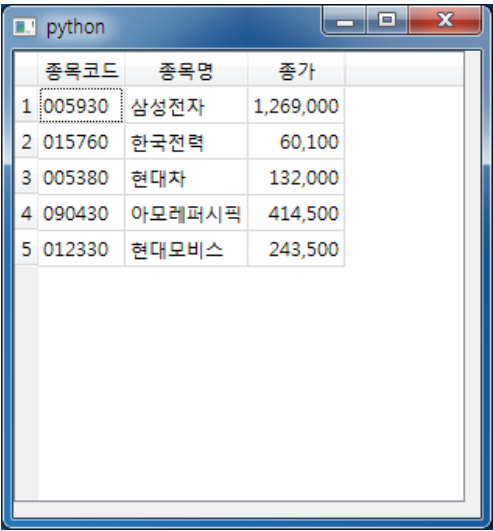 python
종목코드 종목명 종가
1 005930 삼성전자 1,269,000
2 015760 한국전력 60,100
3 005380 현대차 132,000
4 090430 아모레퍼시픽 414,500
5 012330 현대모비스 243,500